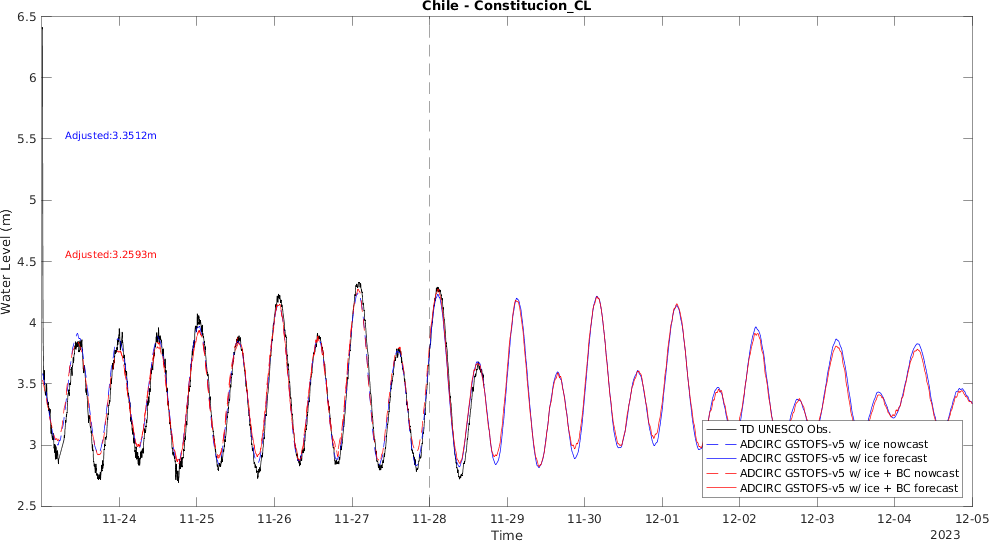 Chile - Constitucion_CL
6.5
6
5.5
5
4.5
4
3.5
3
2.5
Water Level (m)
Adjusted:3.3512m
Adjusted:3.2593m
TD UNESCO Obs.
ADCIRC GSTOFS-v5 w/ ice nowcast
ADCIRC GSTOFS-v5 w/ ice forecast
ADCIRC GSTOFS-v5 w/ ice + BC nowcast
ADCIRC GSTOFS-v5 w/ ice + BC forecast
11-24 11-25 11-26 11-27 11-28 11-29 11-30 12-01 12-02 12-03 12-04 12-05
Time
2023